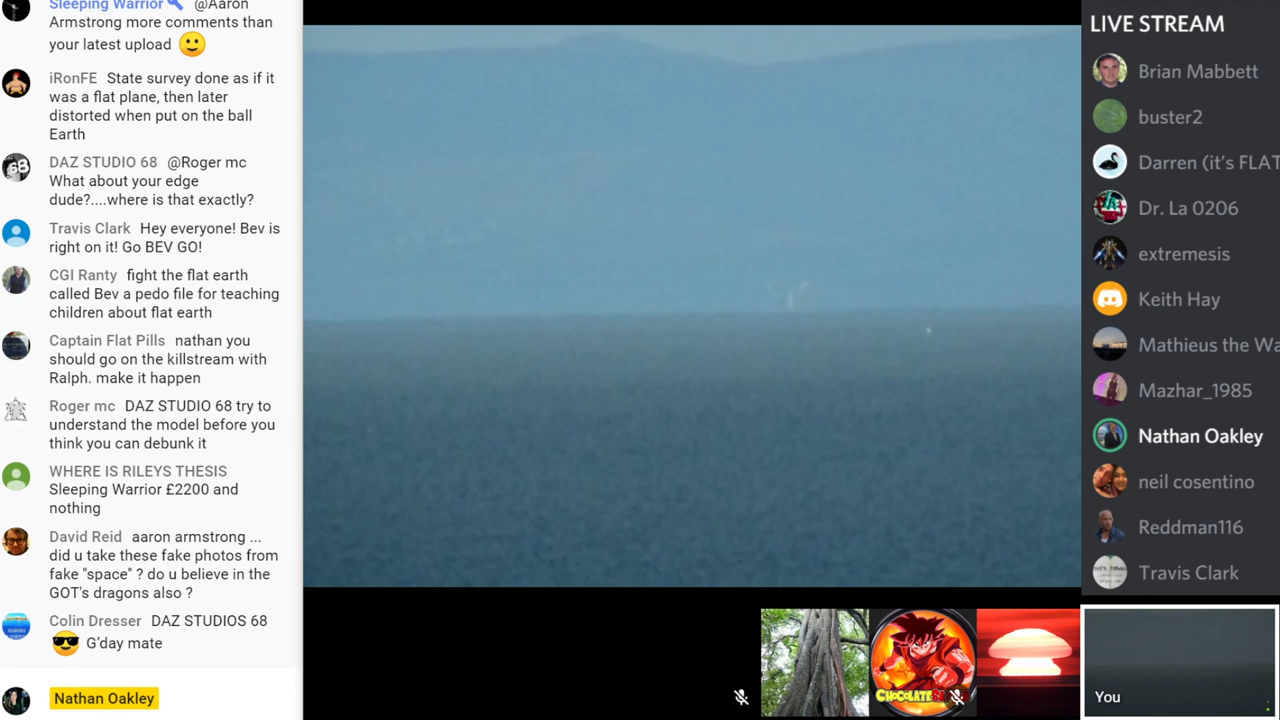 Sleeping Warrior @Aaron
Armstrong more comments than
your latest upload
iRonFE State survey done as if it
was a flat plane, then later
distorted when put on the ball
Earth
DAZ STUDIO 68 @Roger mc
What about your edge
dude?....where is that exactly?
Travis Clark Hey everyone! Bev is
right on it! Go BEV GO!
CGI Ranty fight the flat earth
called Bev a pedo file for teaching
children about flat earth
Captain Flat Pills nathan you
should go on the killstream with
Ralph. make it happen
Roger mc DAZ STUDIO 68 try to
understand the model before you
think you can debunk it
WHERE IS RILEYS THESIS
Sleeping Warrior £2200 and
nothing
David Reid aaron armstrong ...
did u take these fake photos from
fake "space" ? do u believe in the
GOT's dragons also ?
Colin Dresser DAZ STUDIOS 68
G'day mate
Nathan Oakley
68
LIVE STREAM
Brian Mabbett
buster2
Darren (it's FLAT
Dr. La 0206
extremesis
Keith Hay
Mathieus the Wa
Mazhar_1985
Nathan Oakley
neil cosentino
Reddman116
Travis Clark
You